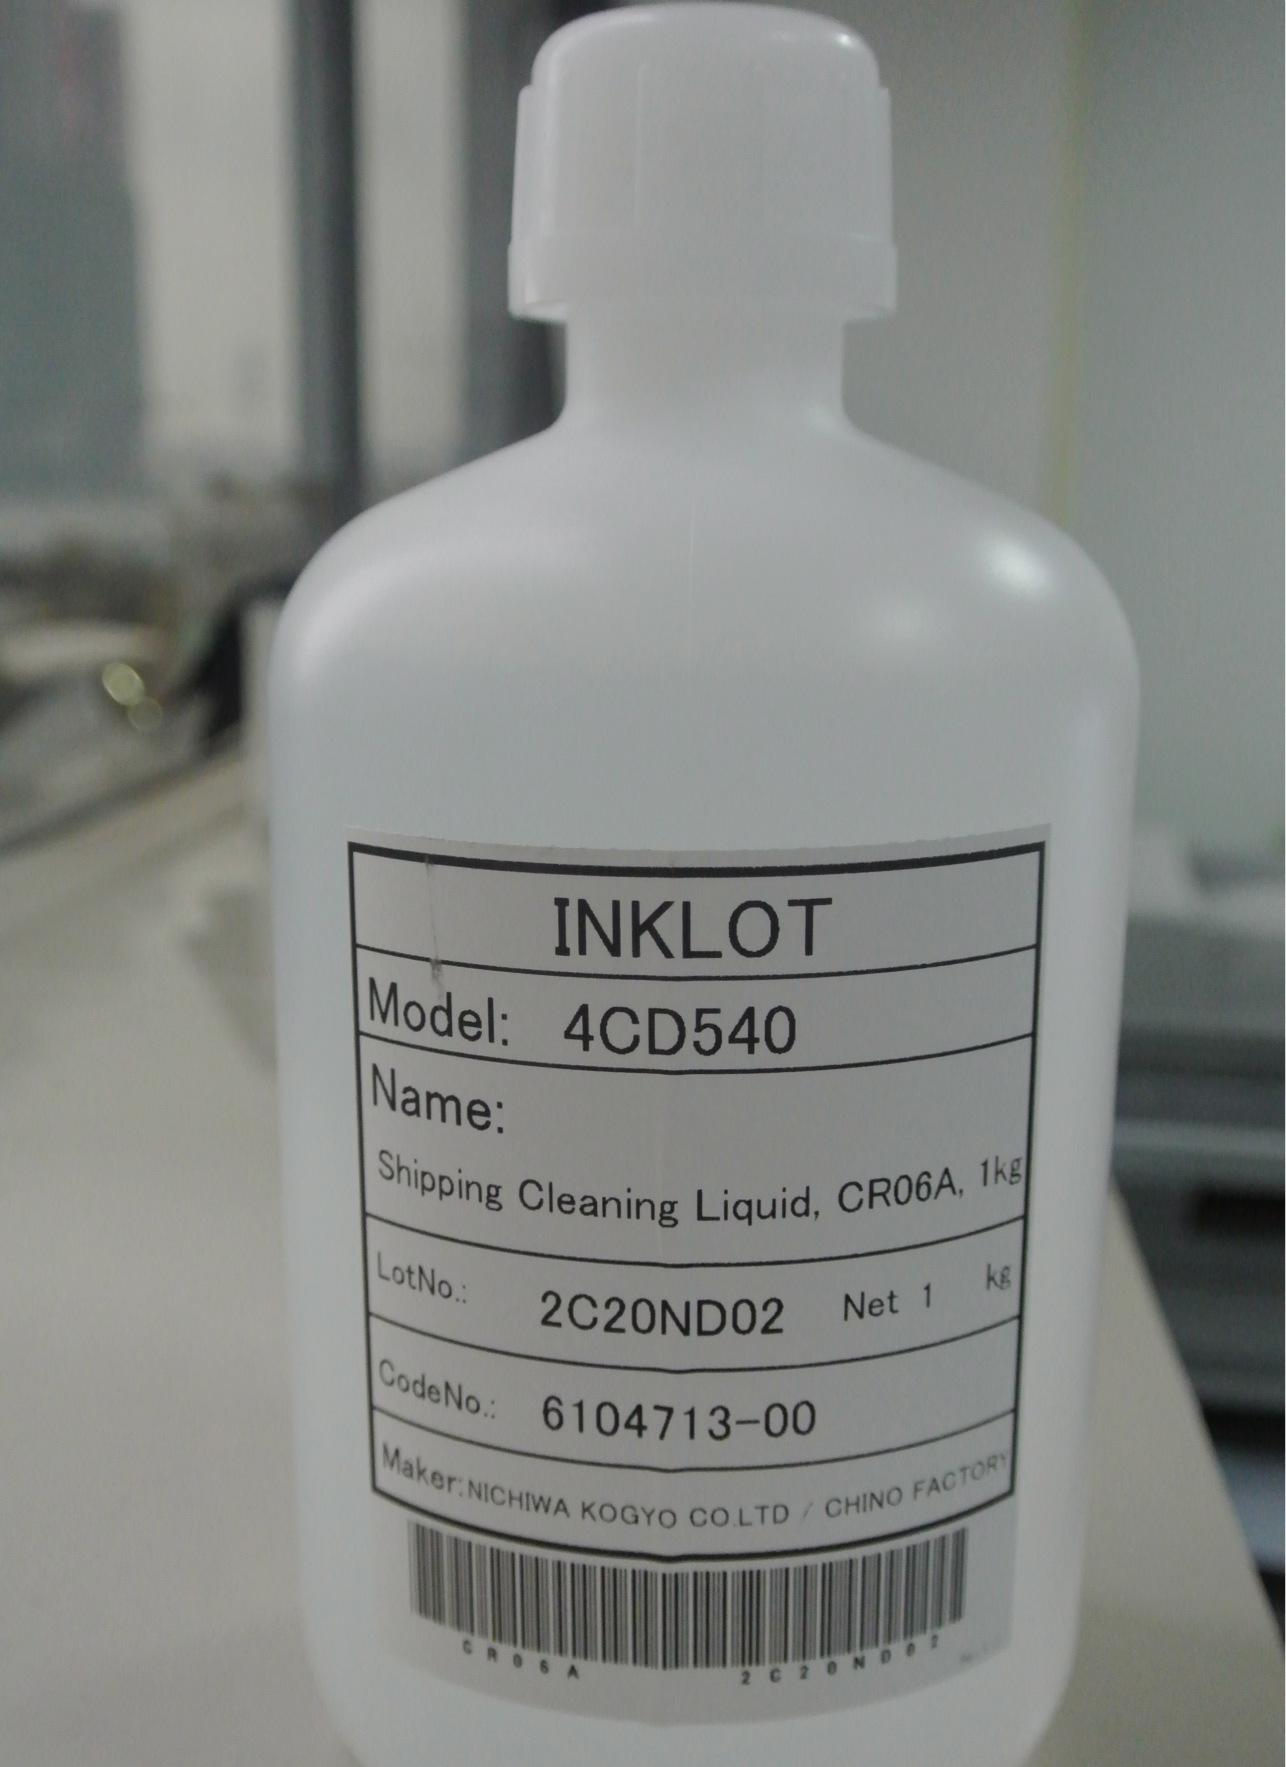 INKLOT
Model: 4CD540
Name:
Shipping Cleaning Liquid, CR06A, 1kg
LotNo.: 2C20ND02 Net 1 kg
CodeNo.: 6104713-00
Maker: NICHIWA KOGYO CO.LTD / CHINO FACTORY
CR06A 2C20ND02